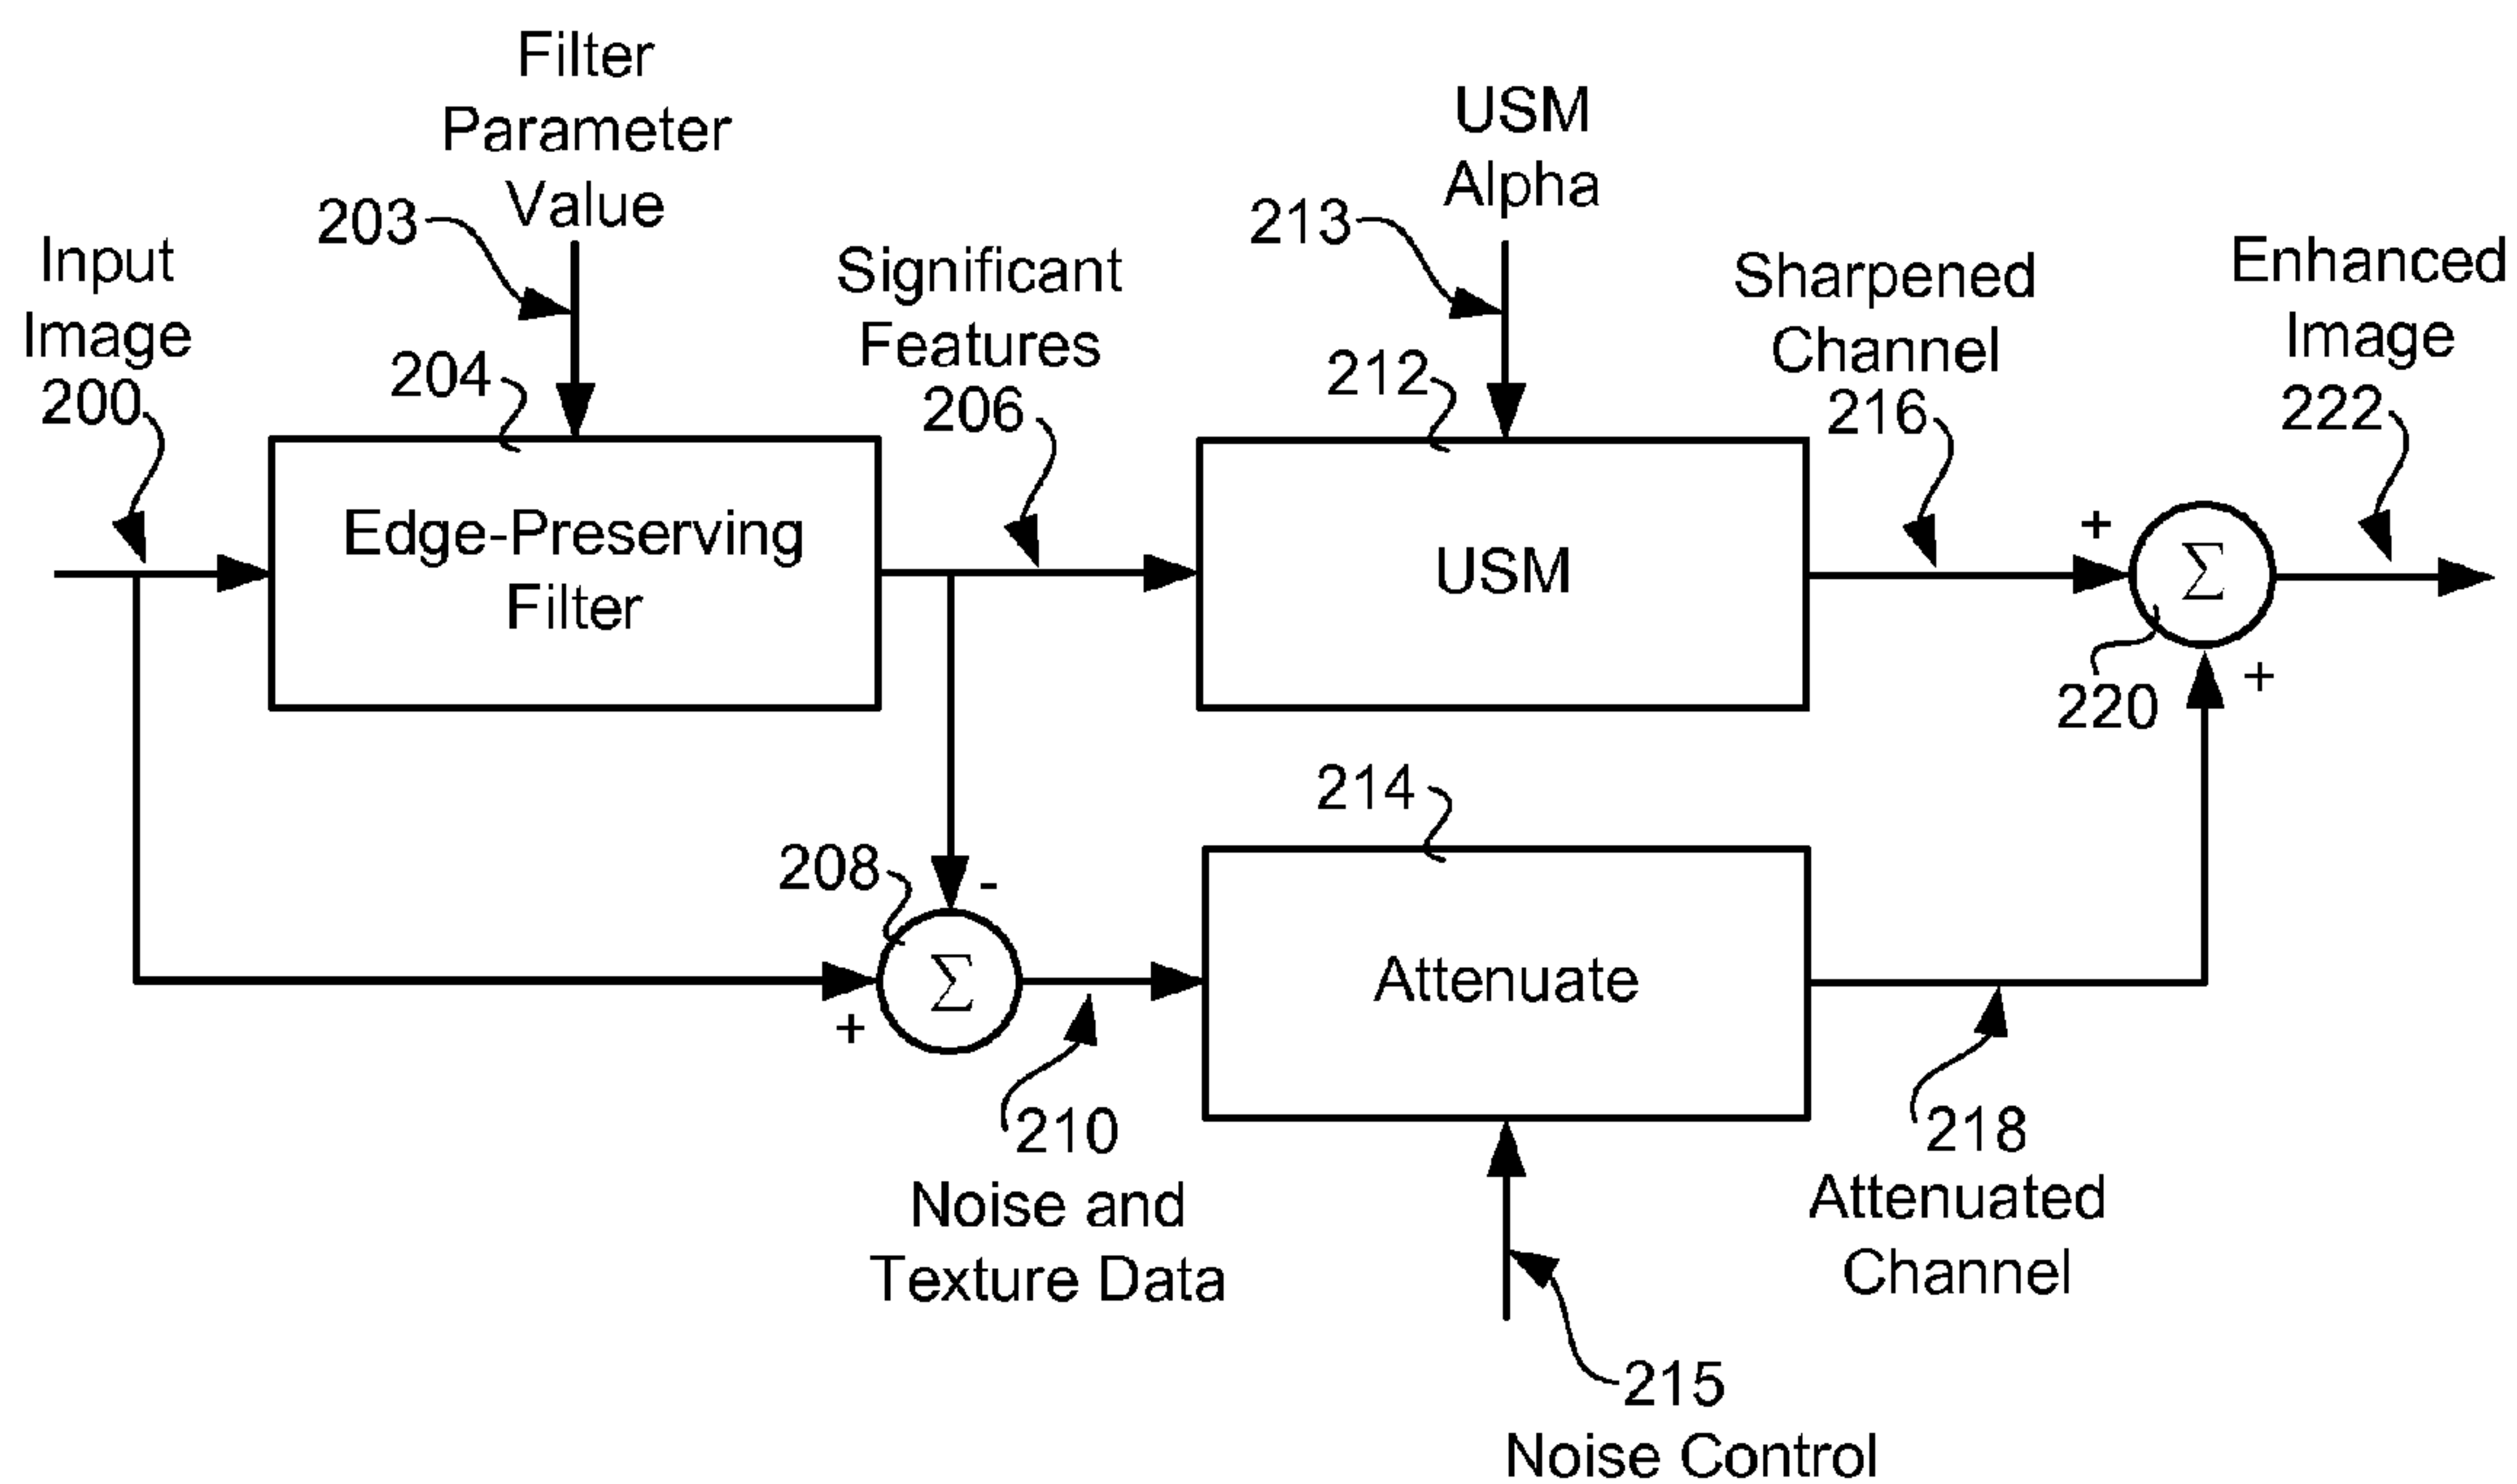 Filter
Parameter
Value
203
USM
Alpha
213
Input
Image
200
204
Significant
Features
206
212
Sharpened
Channel
216
Enhanced
Image
222
Edge-Preserving
Filter
USM
+
Σ
220
+
214
208
-
Σ
+
Attenuate
210
Noise and
Texture Data
218
Attenuated
Channel
215
Noise Control